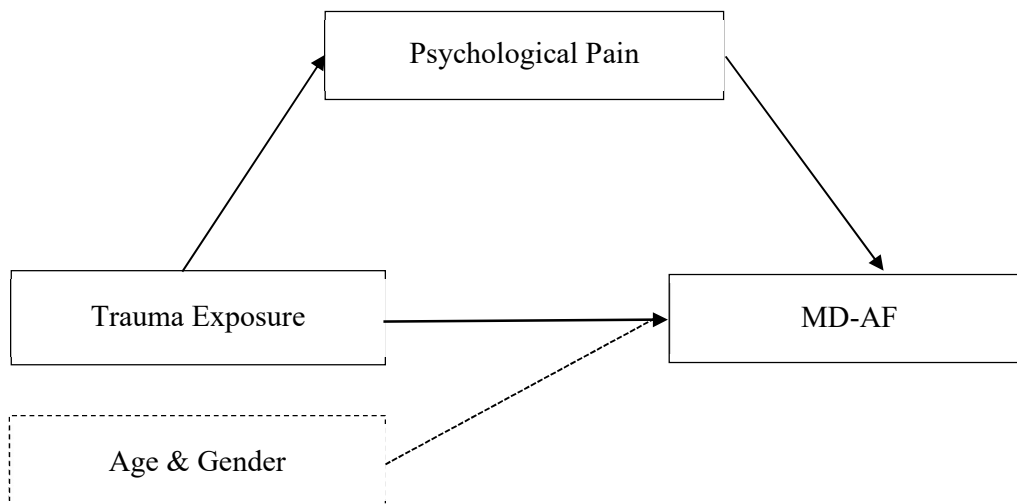 Psychological Pain
Trauma Exposure
MD-AF
Age & Gender